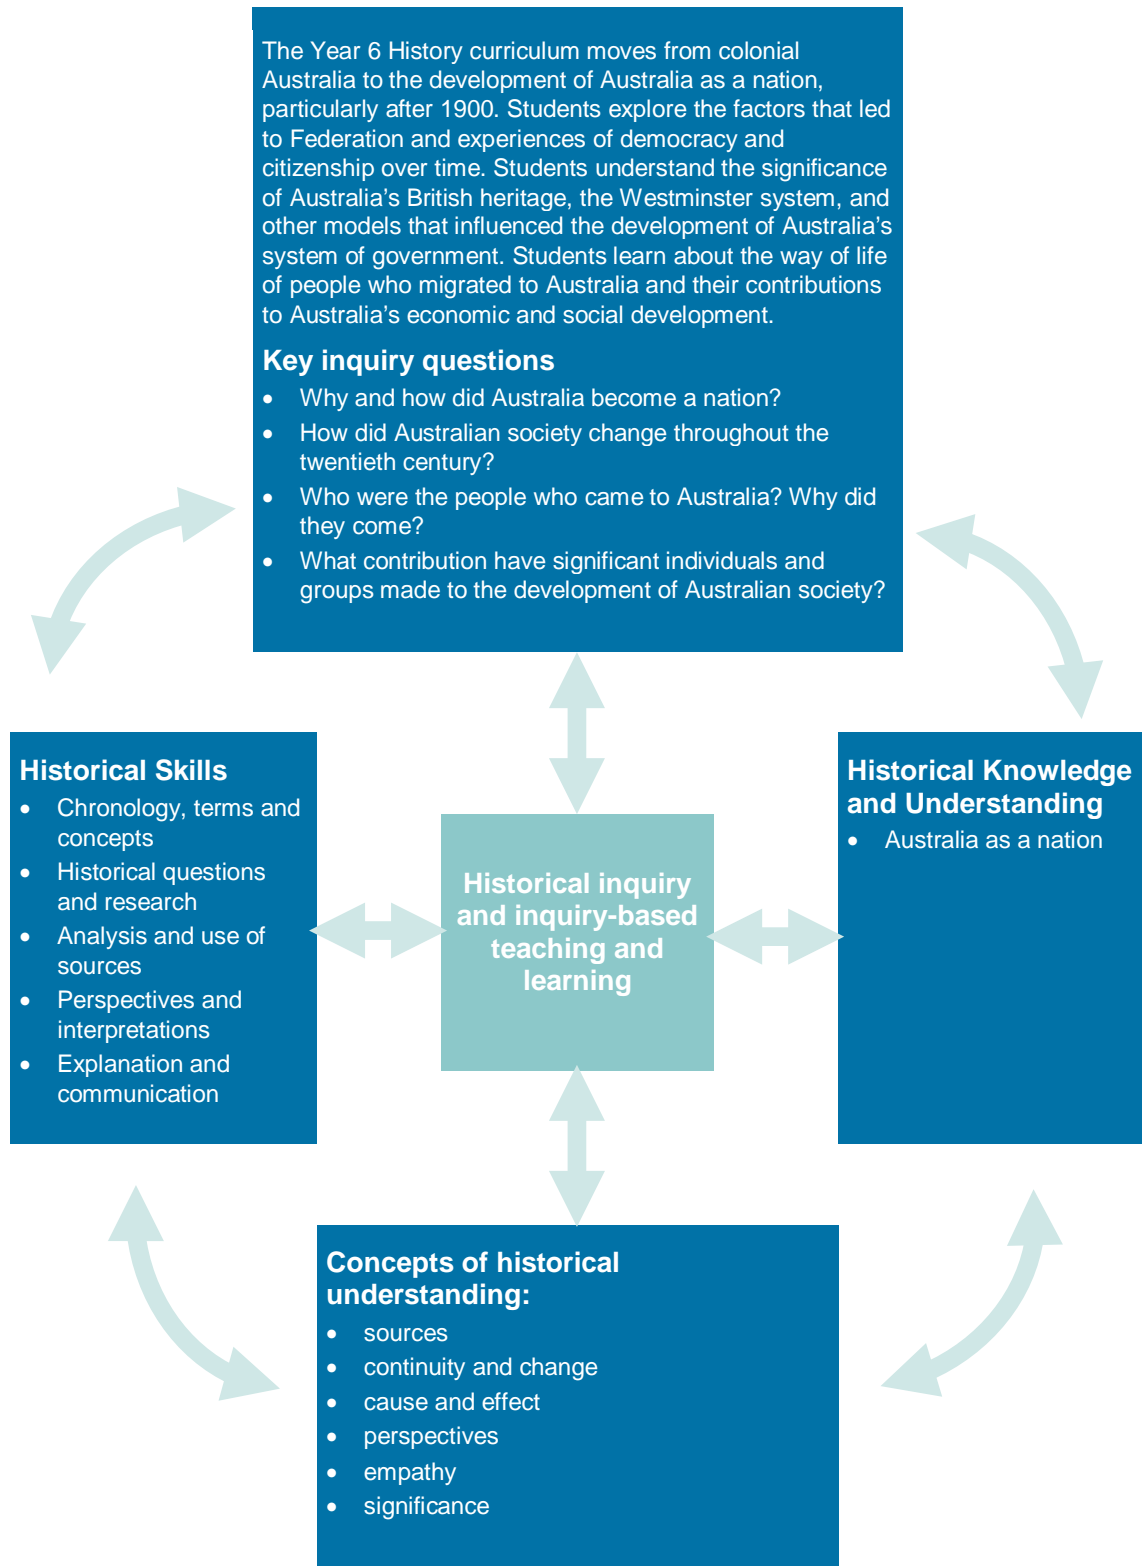 The Year 6 History curriculum moves from colonial
Australia to the development of Australia as a nation,
particularly after 1900. Students explore the factors that led
to Federation and experiences of democracy and
citizenship over time. Students understand the significance
of Australia’s British heritage, the Westminster system, and
other models that influenced the development of Australia’s
system of government. Students learn about the way of life
of people who migrated to Australia and their contributions
to Australia’s economic and social development.
Key inquiry questions
• Why and how did Australia become a nation?
• How did Australian society change throughout the
twentieth century?
• Who were the people who came to Australia? Why did
they come?
• What contribution have significant individuals and
groups made to the development of Australian society?
Historical Skills
• Chronology, terms and
concepts
• Historical questions
and research
• Analysis and use of
sources
• Perspectives and
interpretations
• Explanation and
communication
Historical inquiry
and inquiry-based
teaching and
learning
Historical Knowledge
and Understanding
• Australia as a nation
Concepts of historical
understanding:
• sources
• continuity and change
• cause and effect
• perspectives
• empathy
• significance